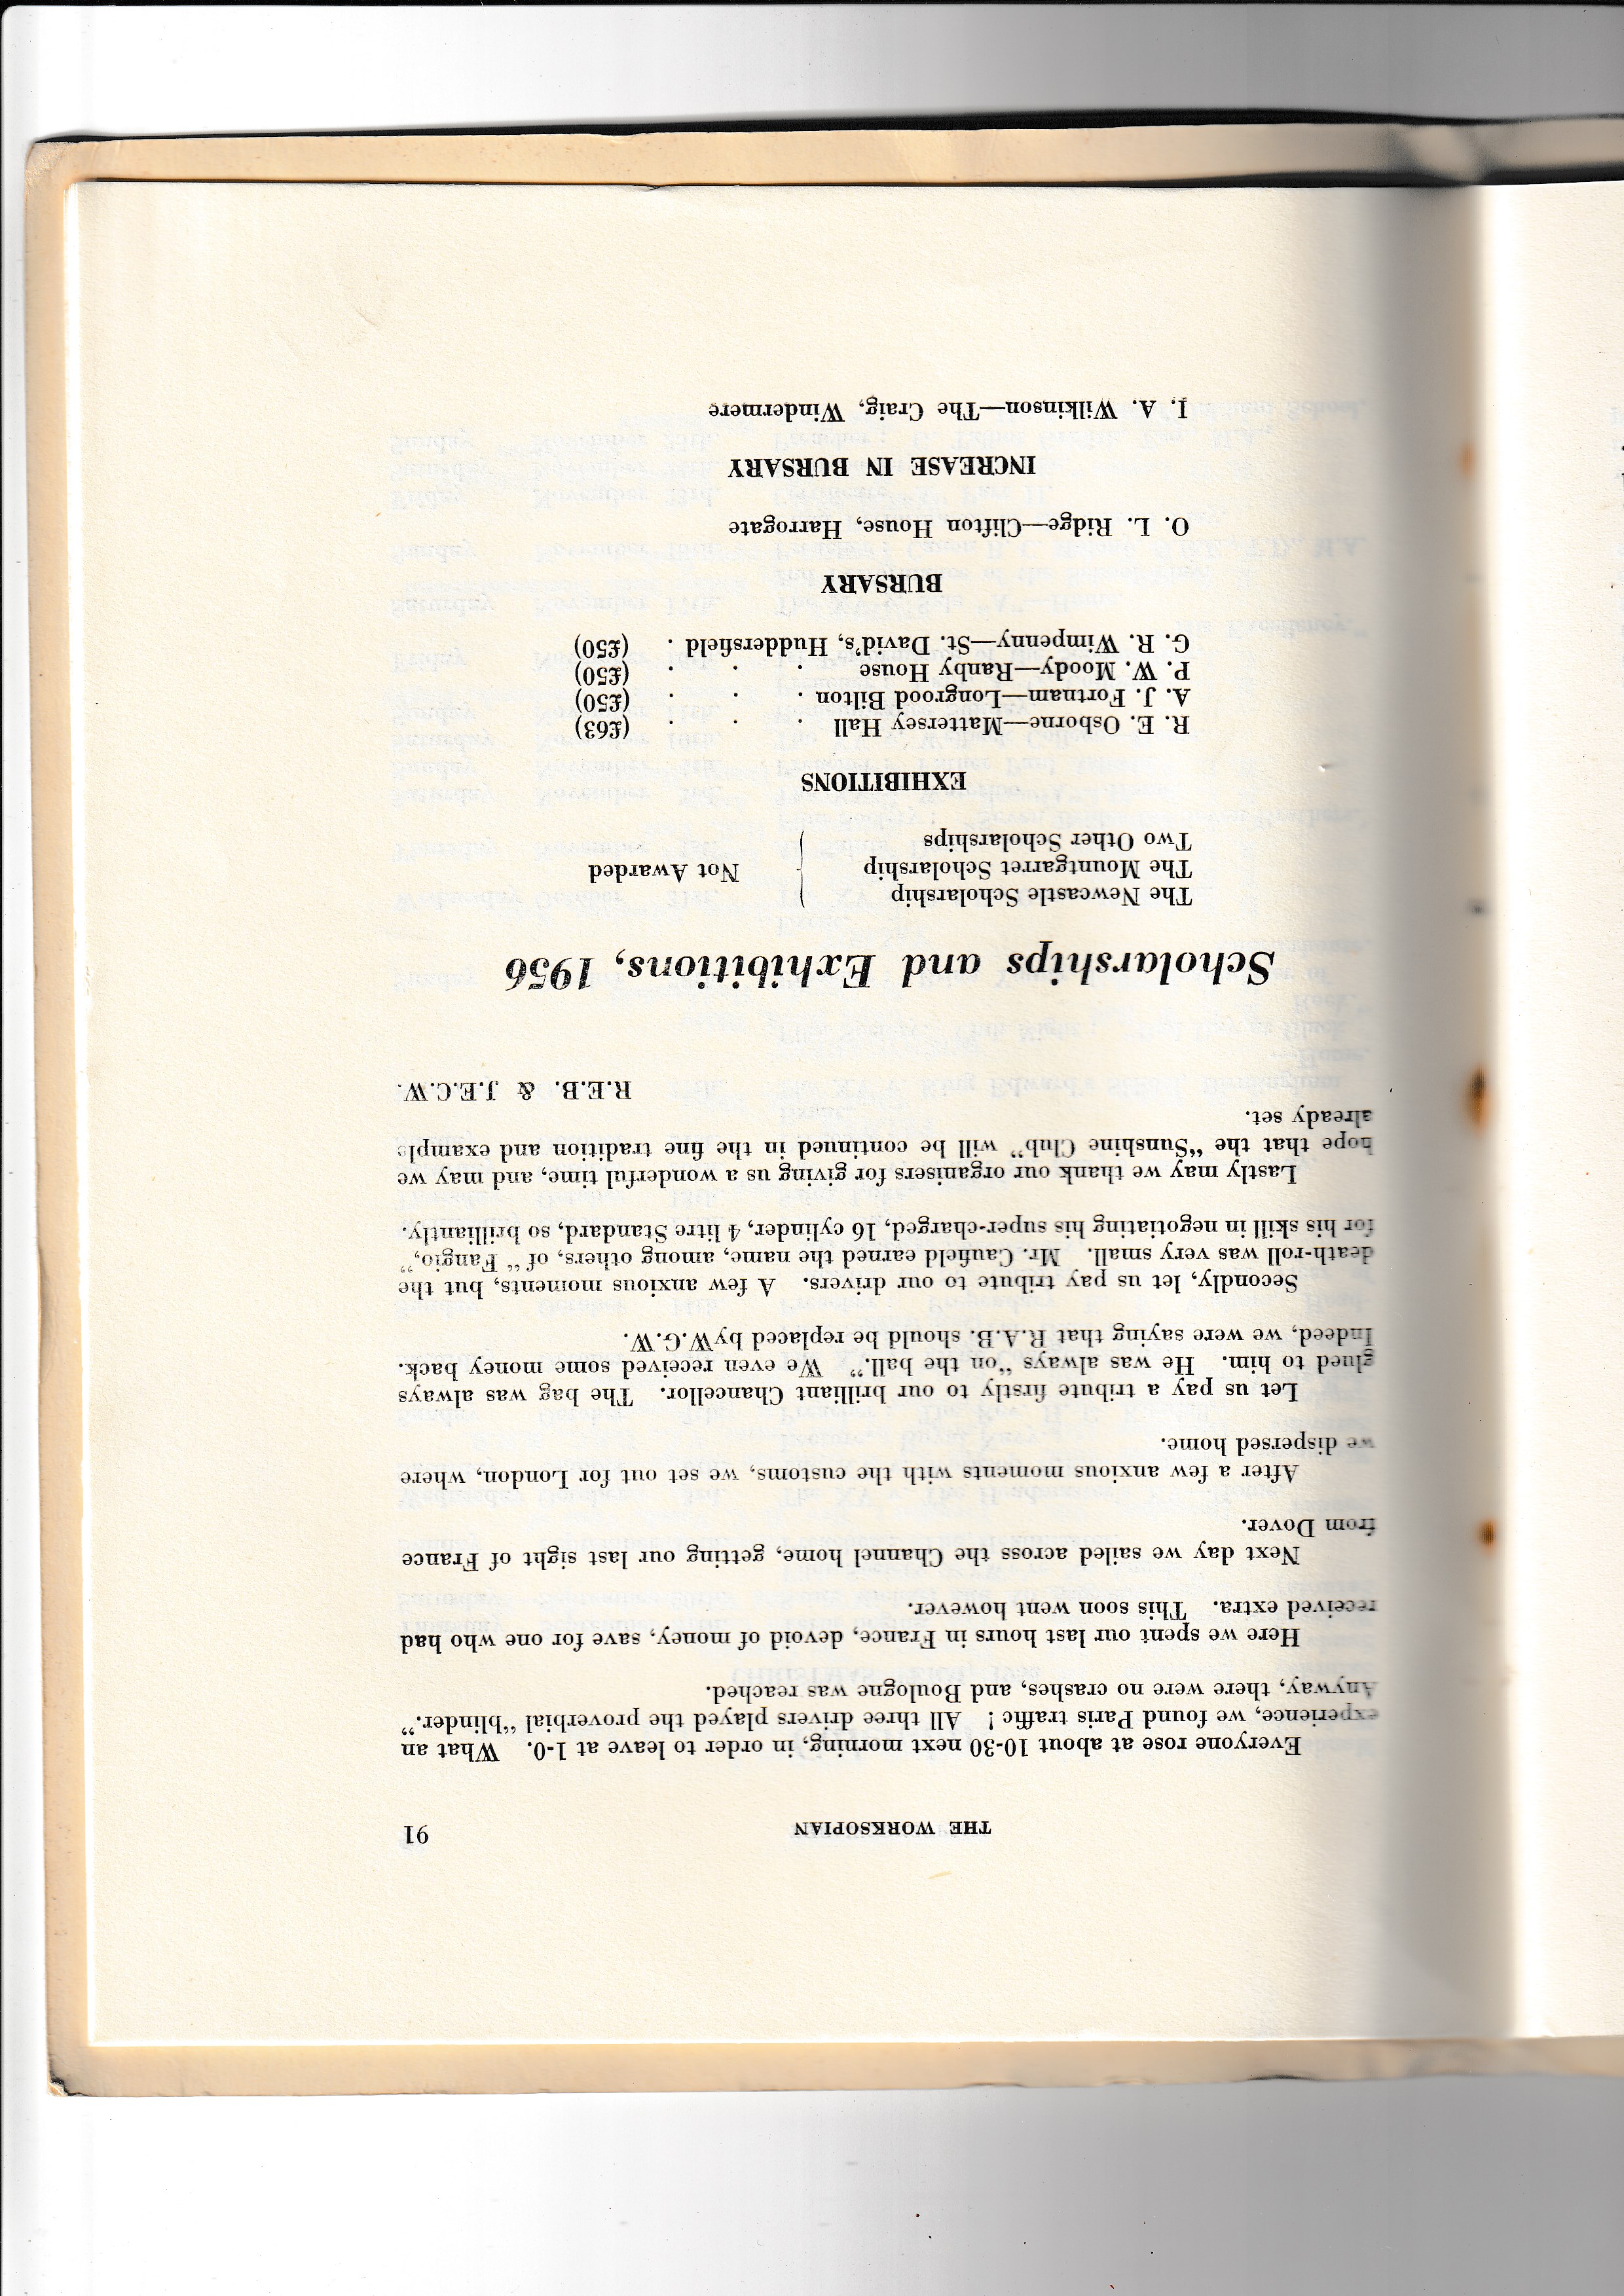 THE WORKSOPIAN 91
Everyone rose at about 10-30 next morning, in order to leave at 1-0. What an
experience, we found Paris traffic ! All three drivers played the proverbial "blinder."
Anyway, there were no crashes, and Boulogne was reached.
Here we spent our last hours in France, devoid of money, save for one who had
received extra. This soon went however.
Next day we sailed across the Channel home, getting our last sight of France
from Dover.
After a few anxious moments with the customs, we set out for London, where
we dispersed home.
Let us pay a tribute firstly to our brilliant Chancellor. The bag was always
glued to him. He was always "on the ball." We even received some money back.
Indeed, we were saying that R.A.B. should be replaced by W.G.W.
Secondly, let us pay tribute to our drivers. A few anxious moments, but the
death-roll was very small. Mr. Caufield earned the name, among others, of "Fangio,"
for his skill in negotiating his super-charged, 16 cylinder, 4 litre Standard, so brilliantly.
Lastly may we thank our organisers for giving us a wonderful time, and may we
hope that the "Sunshine Club" will be continued in the fine tradition and example
already set.
R.E.B. & J.E.C.W.
Scholarships and Exhibitions, 1956
The Newcastle Scholarship
The Mountgarret Scholarship } Not Awarded
Two Other Scholarships
EXHIBITIONS
R. E. Osborne—Mattersey Hall . . . (£63)
A. J. Fortnam—Longrood Bilton . . . (£50)
P. W. Moody—Ranby House . . . (£50)
G. R. Wimpenny—St. David's, Huddersfield . (£50)
BURSARY
O. L. Ridge—Clifton House, Harrogate
INCREASE IN BURSARY
I. A. Wilkinson—The Craig, Windermere